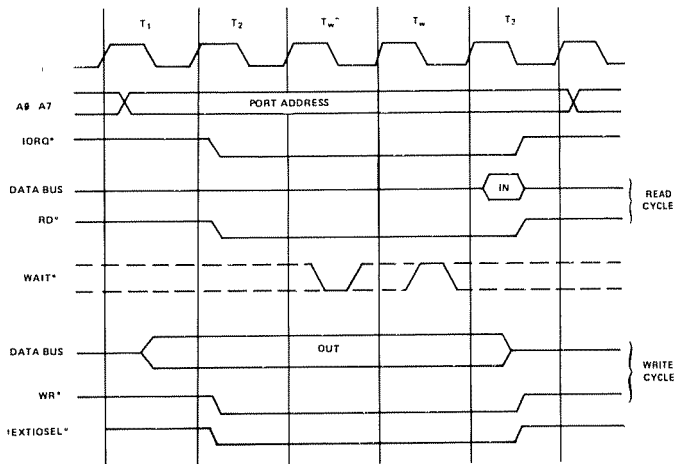 T1 T2 Tw* Tw T3
A0 A7 PORT ADDRESS
IORQ*
DATA BUS IN
READ
CYCLE
RD*
WAIT*
DATA BUS OUT
WRITE
CYCLE
WR*
†EXTIOSEL*